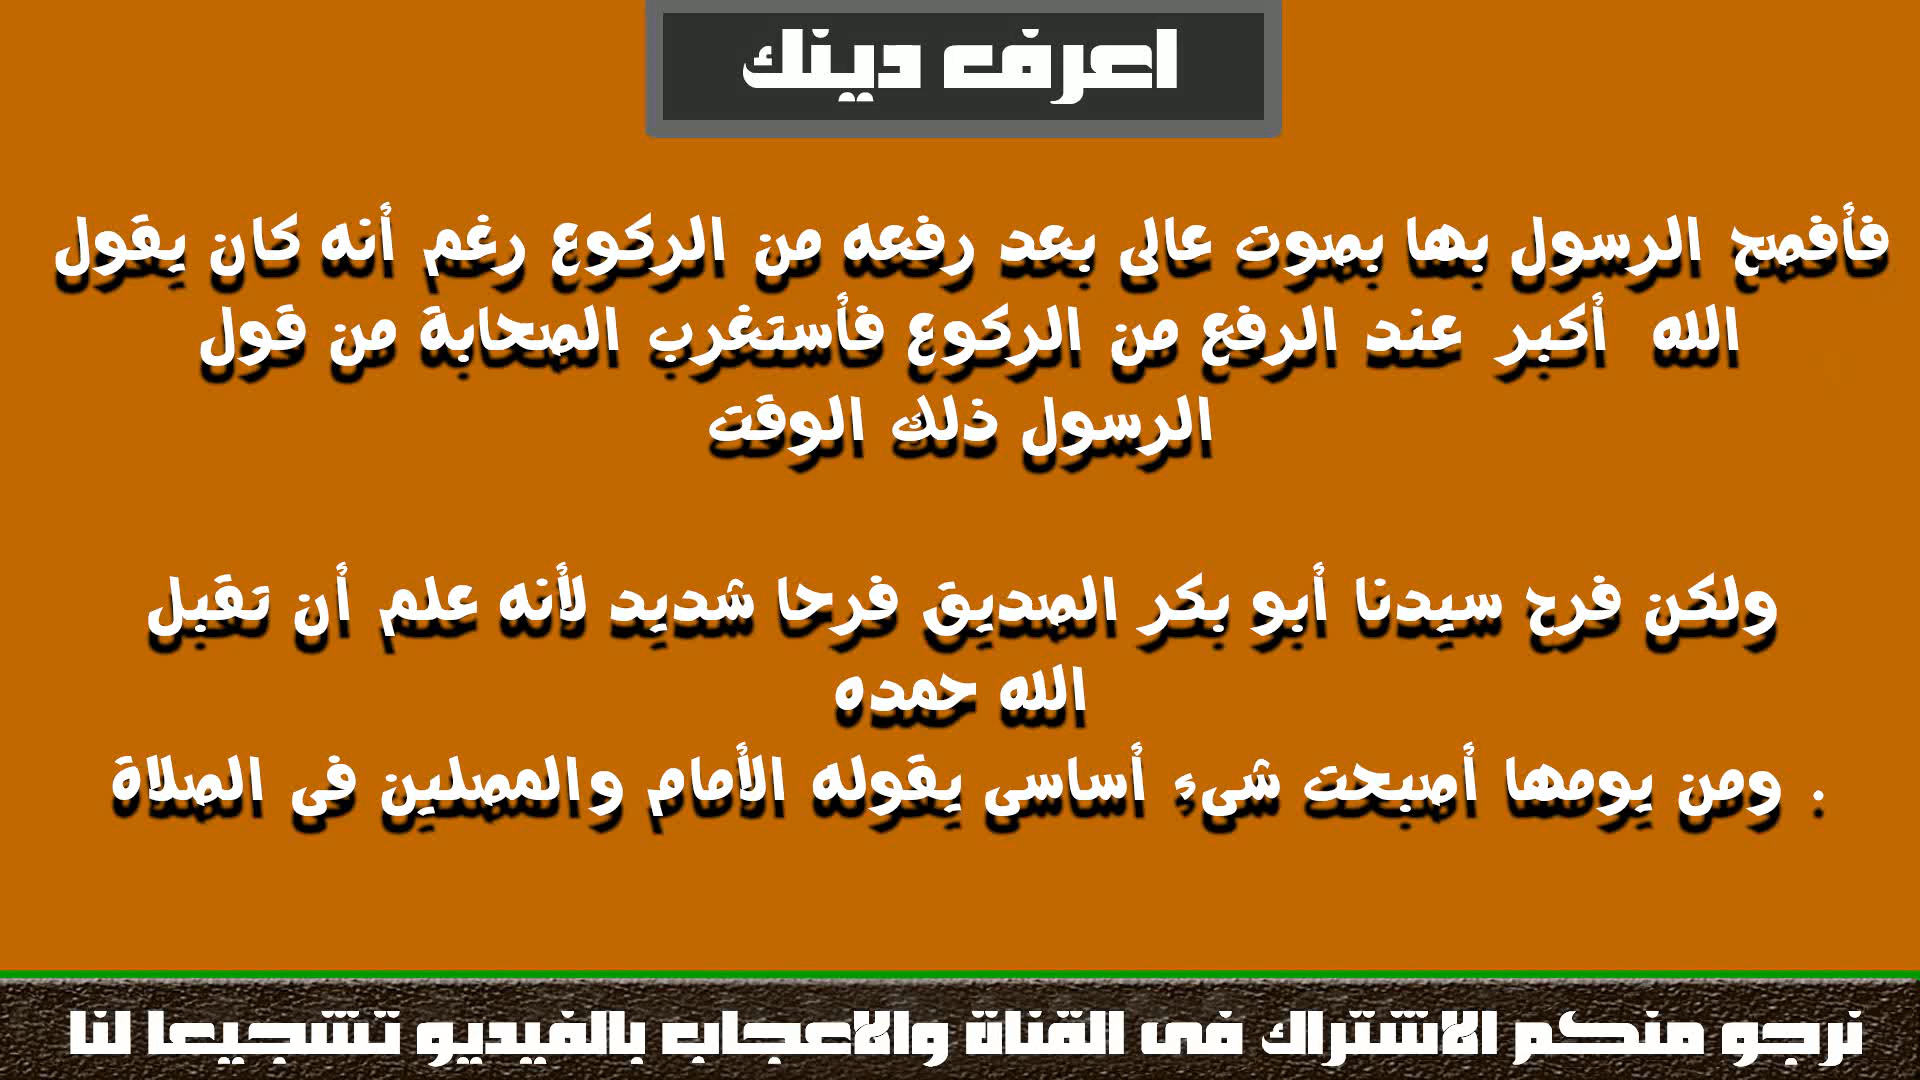 اعرف دينك
فأفصح الرسول بها بصوت عالى بعد رفعه من الركوع رغم أنه كان يقول
الله أكبر عند الرفع من الركوع فأستغرب الصحابة من قول
الرسول ذلك الوقت
ولكن فرح سيدنا أبو بكر الصديق فرحا شديد لأنه علم أن تقبل
الله حمده
. ومن يومها أصبحت شىء أساسى يقوله الأمام والمصلين فى الصلاة
نرجو منكم الاشتراك فى القناة والاعجاب بالفيديو تشجيعا لنا